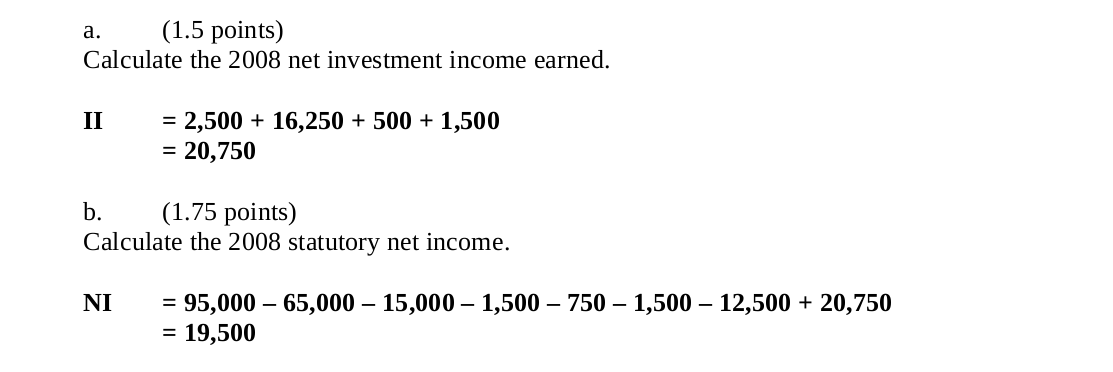 a. (1.5 points)
Calculate the 2008 net investment income earned.
II = 2,500 + 16,250 + 500 + 1,500
= 20,750
b. (1.75 points)
Calculate the 2008 statutory net income.
NI = 95,000 – 65,000 – 15,000 – 1,500 – 750 – 1,500 – 12,500 + 20,750
= 19,500